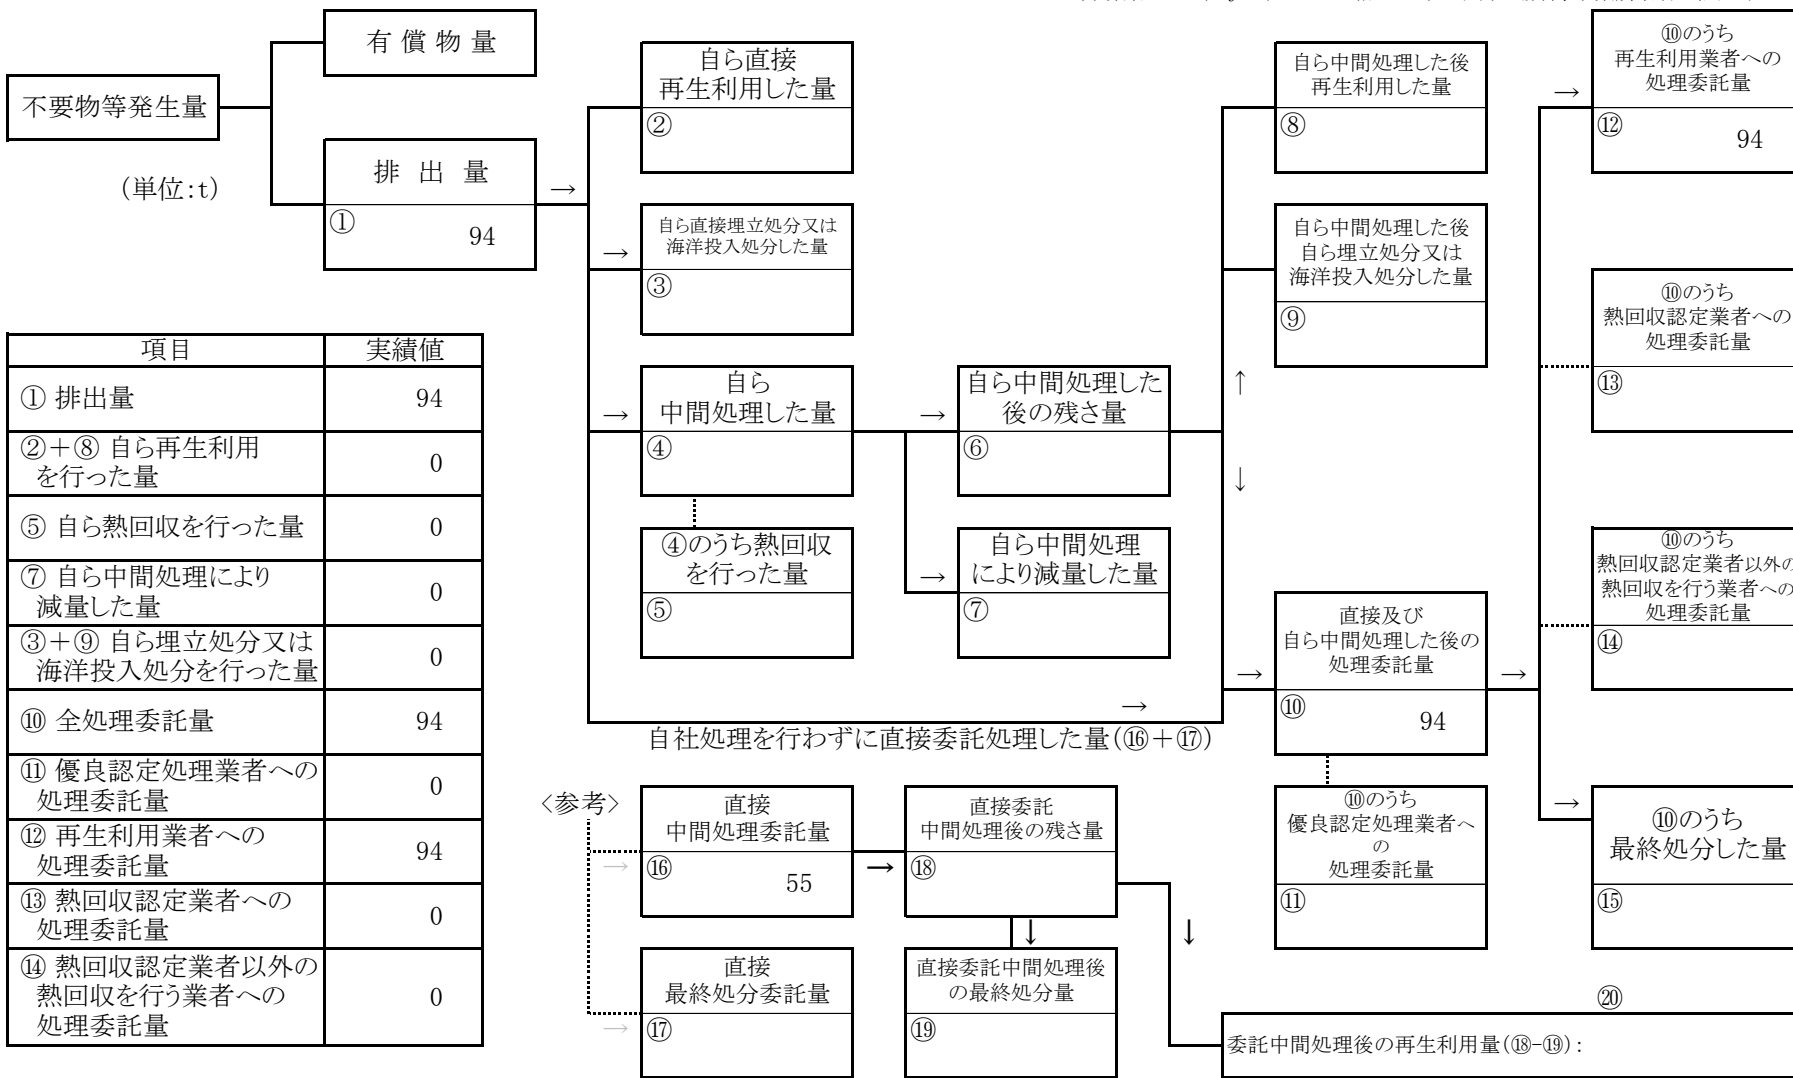 有償物量
不要物等発生量
(単位:t)
排出量
→
①
94
自ら直接
再生利用した量
②
→
自ら直接埋立処分又は
海洋投入処分した量
③
→
自ら
中間処理した量
④
④のうち熱回収
を行った量
⑤
→
自ら中間処理した
後の残さ量
⑥
→
自ら中間処理
により減量した量
⑦
自ら中間処理した後
再生利用した量
⑧
自ら中間処理した後
自ら埋立処分又は
海洋投入処分した量
⑨
↑
↓
→
直接及び
自ら中間処理した後の
処理委託量
⑩
94
→
⑩のうち
優良認定処理業者へ
の
処理委託量
⑪
→
⑩のうち
再生利用業者への
処理委託量
⑫
94
⑩のうち
熱回収認定業者への
処理委託量
⑬
⑩のうち
熱回収認定業者以外の
熱回収を行う業者への
処理委託量
⑭
→
⑩のうち
最終処分した量
⑮
→
自社処理を行わずに直接委託処理した量(⑯+⑰)
〈参考〉
→
直接
中間処理委託量
⑯
55
→
直接委託
中間処理後の残さ量
⑱
↓
↓
→
直接
最終処分委託量
⑰
直接委託中間処理後
の最終処分量
⑲
⑳
委託中間処理後の再生利用量(⑱-⑲):
項目 実績値
① 排出量 94
②+⑧ 自ら再生利用
を行った量 0
⑤ 自ら熱回収を行った量 0
⑦ 自ら中間処理により
減量した量 0
③+⑨ 自ら埋立処分又は
海洋投入処分を行った量 0
⑩ 全処理委託量 94
⑪ 優良認定処理業者への
処理委託量 0
⑫ 再生利用業者への
処理委託量 94
⑬ 熱回収認定業者への
処理委託量 0
⑭ 熱回収認定業者以外の
熱回収を行う業者への
処理委託量 0